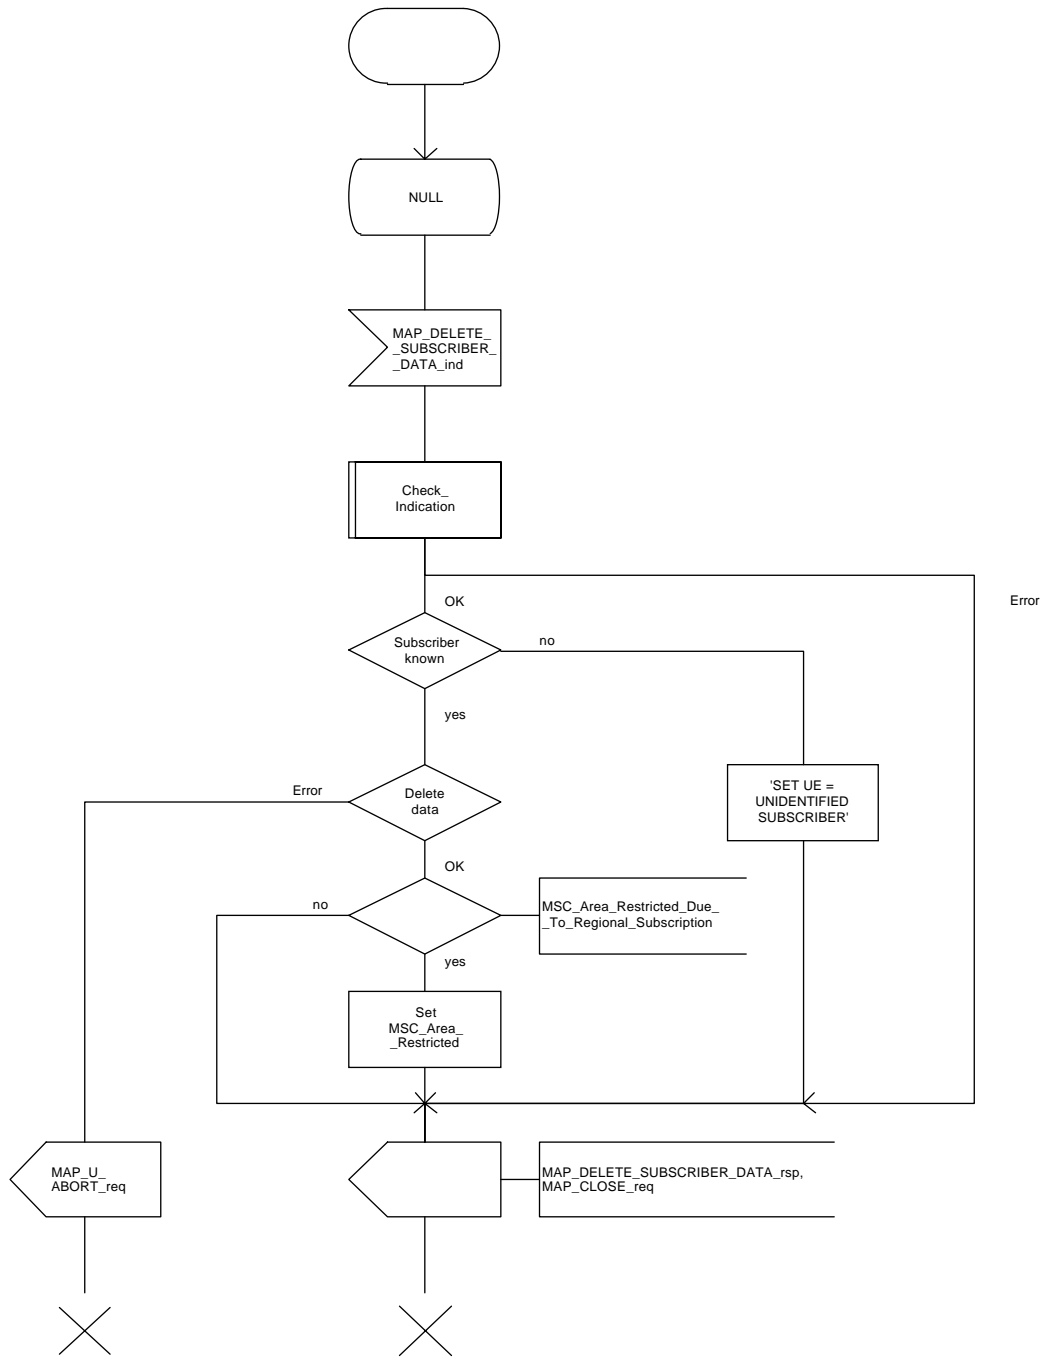 NULL
MAP_DELETE_
_SUBSCRIBER_
_DATA_ind
Check_
Indication
OK
Error
Subscriber
known
no
yes
Error
Delete
data
'SET UE =
UNIDENTIFIED
SUBSCRIBER'
OK
no
MSC_Area_Restricted_Due_
_To_Regional_Subscription
yes
Set
MSC_Area_
_Restricted
MAP_U_
ABORT_req
MAP_DELETE_SUBSCRIBER_DATA_rsp,
MAP_CLOSE_req